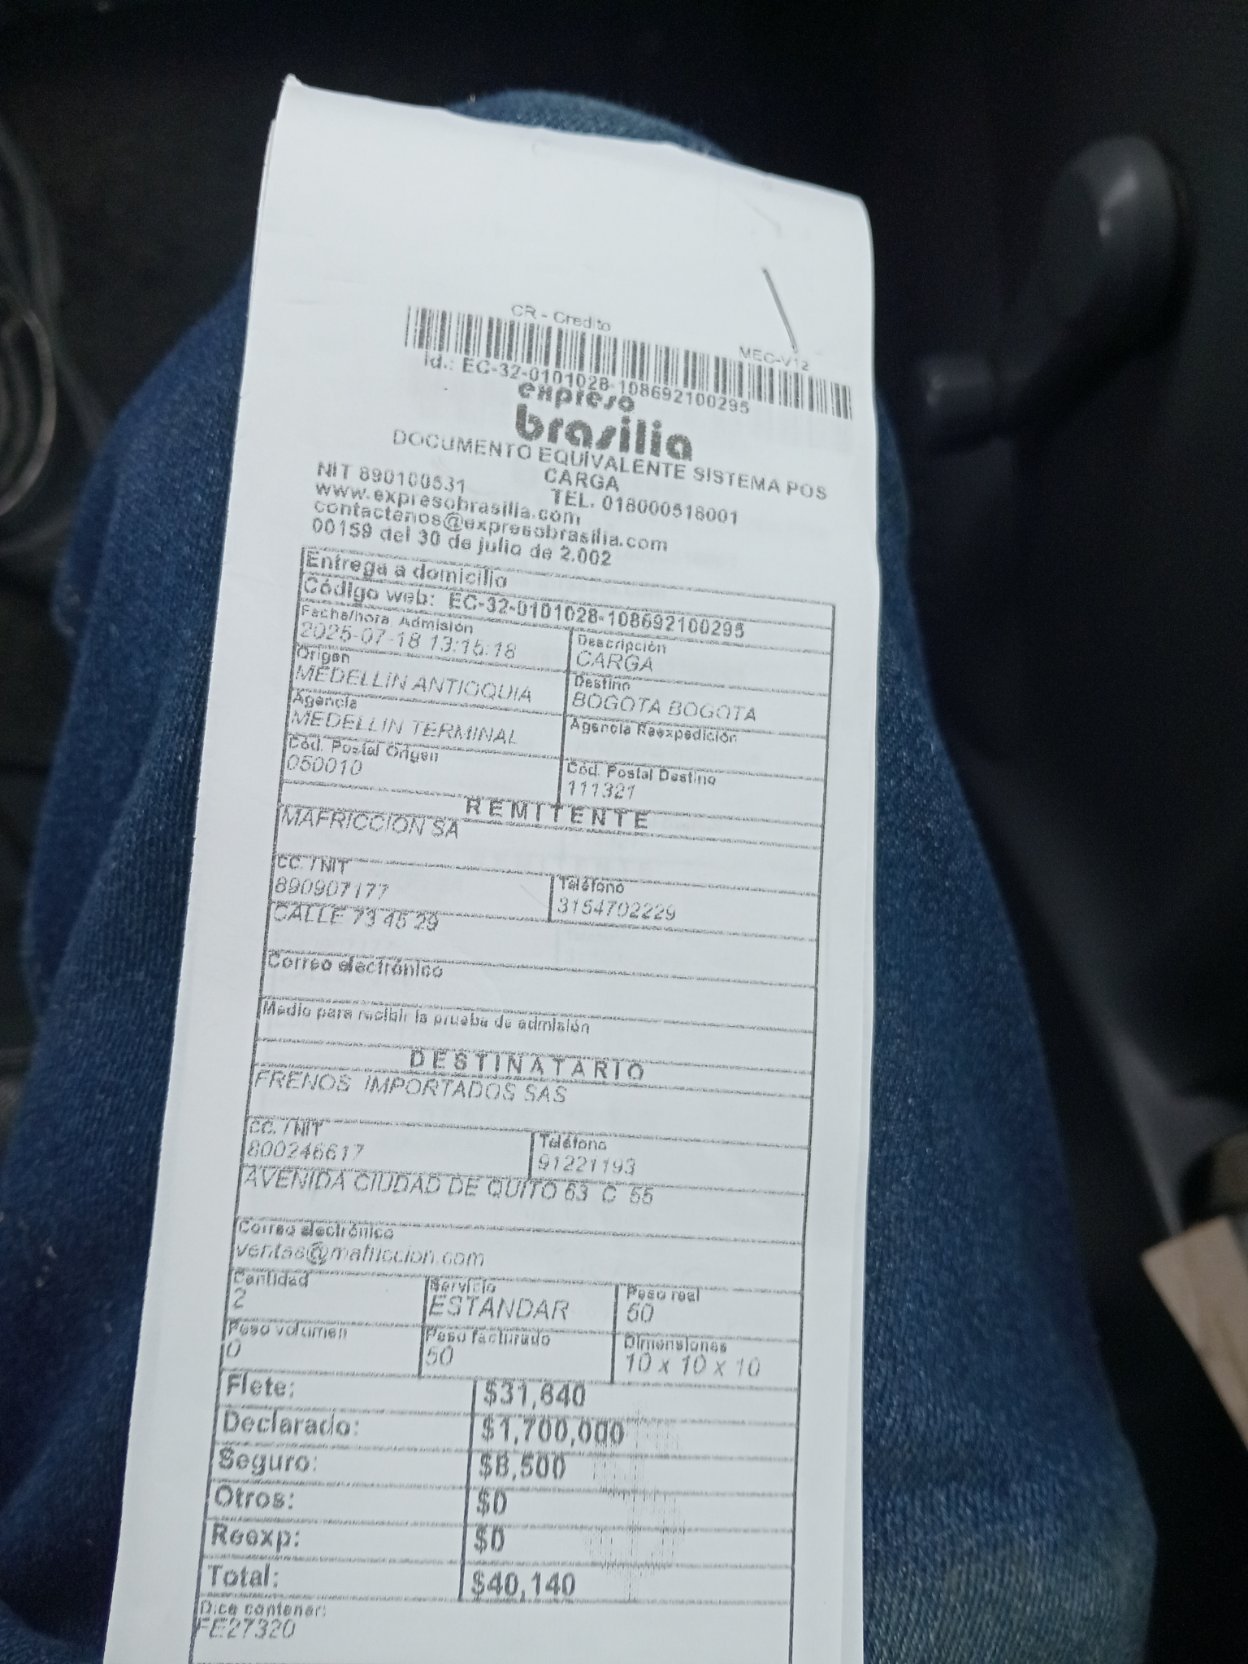 CR - Credito
MEC-V12
Id.: EC-32-0101028-108692100295
expreso
brasilia
DOCUMENTO EQUIVALENTE SISTEMA POS
CARGA
NIT 890100531 TEL. 018000518001
www.expresobrasilia.com
contactenos@expresobrasilia.com
00159 del 30 de julio de 2.002
Entrega a domicilio
Código web: EC-32-0101028-108692100295
Fecha/hora Admisión Descripción
2025-07-18 13:15:18 CARGA
Origen Destino
MEDELLIN ANTIOQUIA BOGOTA BOGOTA
Agencia Agencia Reexpedición
MEDELLIN TERMINAL
Cód. Postal Origen Cód. Postal Destino
050010 111321
REMITENTE
MAFRICCION SA
CC. / NIT Teléfono
890907177 3154702229
CALLE 73 45 29
Correo electrónico
Medio para recibir la prueba de admisión
DESTINATARIO
FRENOS IMPORTADOS SAS
CC. / NIT Teléfono
800246617 91221193
AVENIDA CIUDAD DE QUITO 63 C 55
Correo electrónico
ventas@mafriccion.com
Cantidad Servicio Peso real
2 ESTANDAR 50
Peso volumen Peso facturado Dimensiones
0 50 10 x 10 x 10
Flete: $31,640
Declarado: $1,700,000
Seguro: $8,500
Otros: $0
Reexp: $0
Total: $40,140
Dice contener:
FE27320